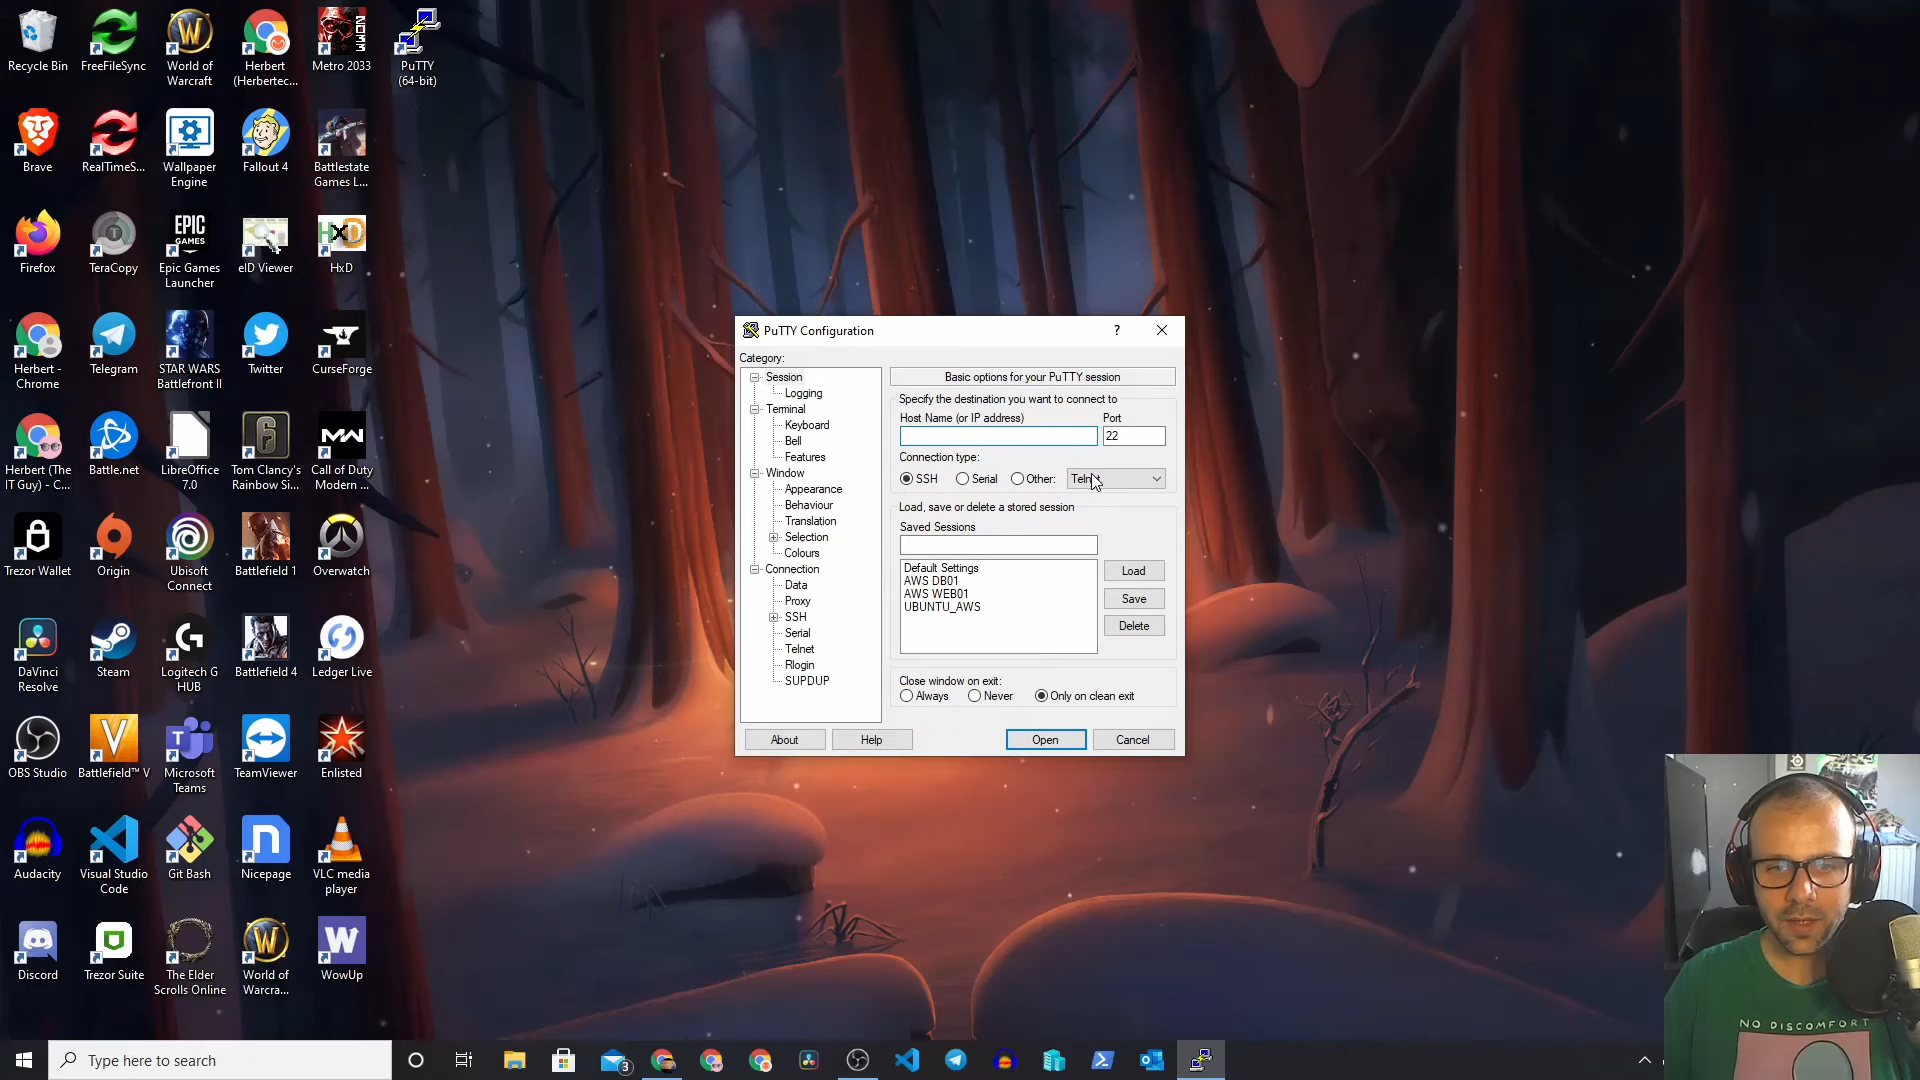 Recycle Bin
FreeFileSync
World of
Warcraft
Herbert
(Herbertec...
Metro 2033
PuTTY
(64-bit)
Brave
RealTimeS...
Wallpaper
Engine
Fallout 4
Battlestate
Games L...
Firefox
TeraCopy
EPIC
GAMES
Epic Games
Launcher
eID Viewer
HxD
HxD
Herbert -
Chrome
Telegram
STAR WARS
Battlefront II
Twitter
CurseForge
Herbert (The
IT Guy) - C...
Battle.net
LibreOffice
7.0
Tom Clancy's
Rainbow Si...
Call of Duty
Modern ...
Trezor Wallet
Origin
Ubisoft
Connect
Battlefield 1
Overwatch
DaVinci
Resolve
Steam
Logitech G
HUB
Battlefield 4
Ledger Live
OBS Studio
Battlefield™ V
Microsoft
Teams
TeamViewer
Enlisted
Audacity
Visual Studio
Code
Git Bash
Nicepage
VLC media
player
Discord
Trezor Suite
The Elder
Scrolls Online
World of
Warcra...
WowUp
PuTTY Configuration
?
Category:
Session
Logging
Terminal
Keyboard
Bell
Features
Window
Appearance
Behaviour
Translation
Selection
Colours
Connection
Data
Proxy
SSH
Serial
Telnet
Rlogin
SUPDUP
Basic options for your PuTTY session
Specify the destination you want to connect to
Host Name (or IP address)
Port
22
Connection type:
SSH
Serial
Other:
Telnet
Load, save or delete a stored session
Saved Sessions
Default Settings
AWS DB01
AWS WEB01
UBUNTU_AWS
Load
Save
Delete
Close window on exit:
Always
Never
Only on clean exit
About
Help
Open
Cancel
NO DISCOMFORT
Type here to search
3